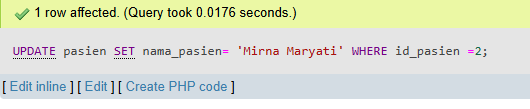 1 row affected. (Query took 0.0176 seconds.)
UPDATE pasien SET nama_pasien= 'Mirna Maryati' WHERE id_pasien =2;
[ Edit inline ] [ Edit ] [ Create PHP code ]